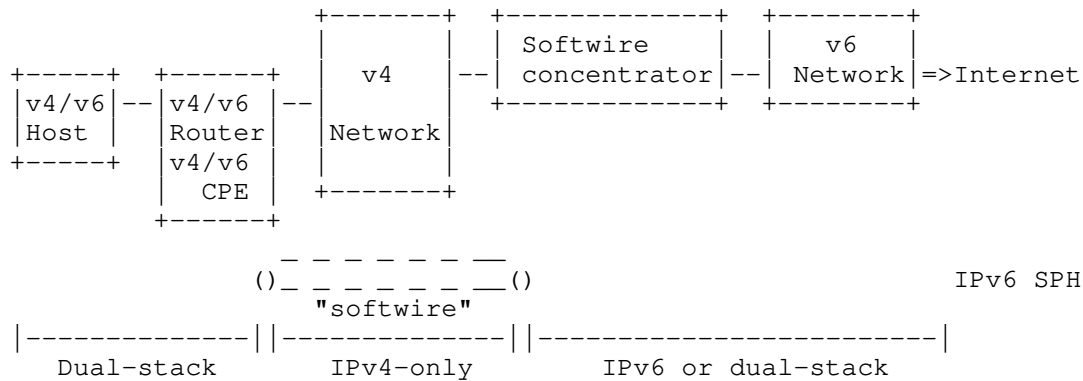 Softwire v6
v4 concentrator Network =>Internet
v4/v6 v4/v6
Host Router Network
v4/v6
CPE
IPv6 SPH
"softwire"
Dual-stack IPv4-only IPv6 or dual-stack